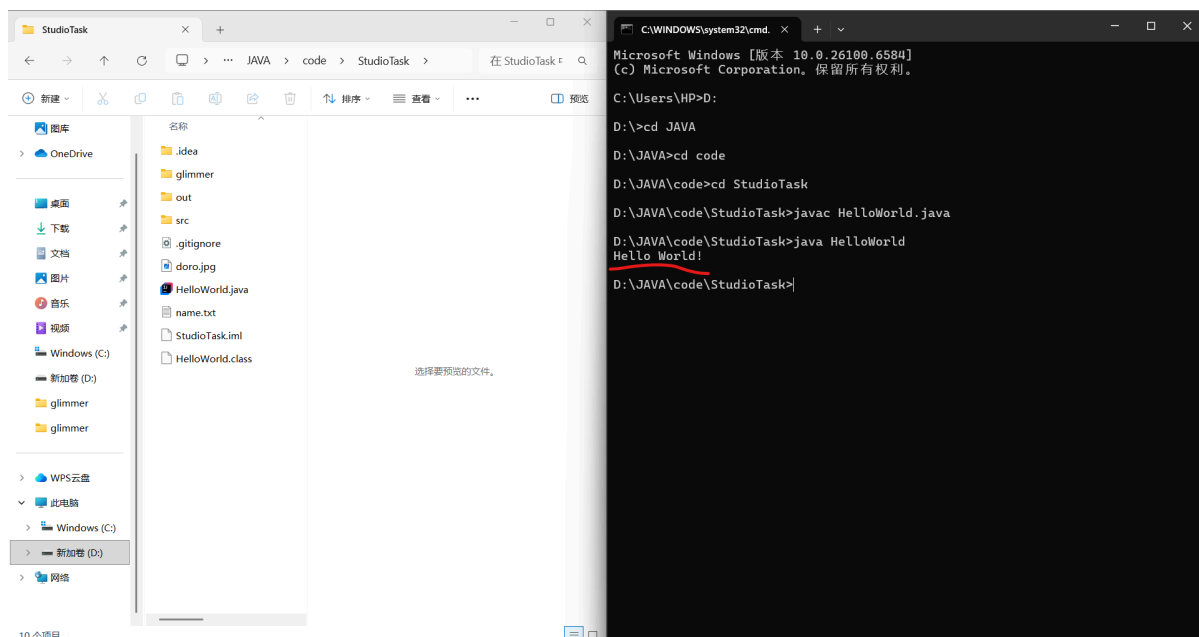 StudioTask
JAVA > code > StudioTask >
在 StudioTask
新建
排序
查看
预览
图库
OneDrive
桌面
下载
文档
图片
音乐
视频
Windows (C:)
新加卷 (D:)
glimmer
glimmer
WPS云盘
此电脑
Windows (C:)
新加卷 (D:)
网络
10 个项目
名称
.idea
glimmer
out
src
.gitignore
doro.jpg
HelloWorld.java
name.txt
StudioTask.iml
HelloWorld.class
选择要预览的文件。
C:\WINDOWS\system32\cmd.
Microsoft Windows [版本 10.0.26100.6584]
(c) Microsoft Corporation。保留所有权利。
C:\Users\HP>D:
D:\>cd JAVA
D:\JAVA>cd code
D:\JAVA\code>cd StudioTask
D:\JAVA\code\StudioTask>javac HelloWorld.java
D:\JAVA\code\StudioTask>java HelloWorld
Hello World!
D:\JAVA\code\StudioTask>